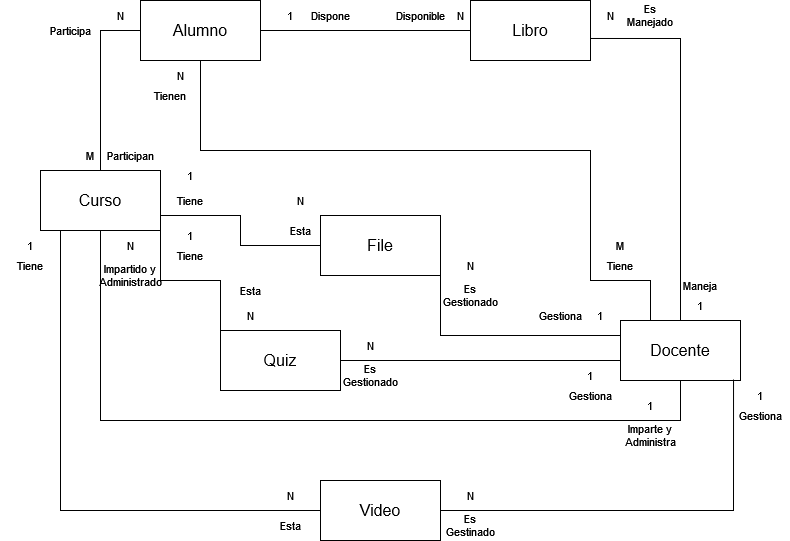 N
1
Dispone
Disponible
N
N
Es
Manejado
Participa
Alumno
Libro
N
Tienen
M
Participan
1
Curso
Tiene
N
1
Tiene
Esta
File
1
Tiene
N
Impartido y
Administrado
M
Tiene
N
Es
Gestionado
Esta
N
Maneja
1
Gestiona
1
Docente
Quiz
N
Es
Gestionado
1
Gestiona
1
Imparte y
Administra
1
Gestiona
N
Esta
Video
N
Es
Gestinado